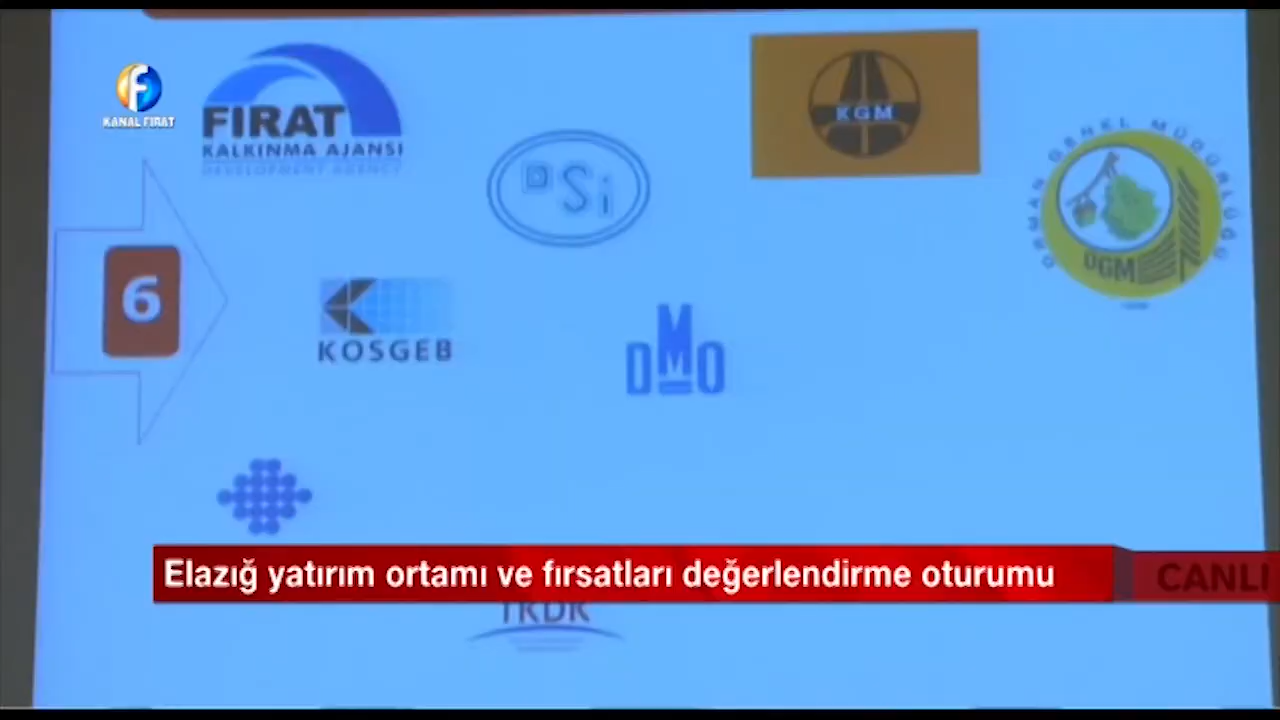 KANAL FIRAT
FIRAT
KALKINMA AJANSI
DEVELOPMENT AGENCY
KGM
DSİ
ORMAN GENEL MÜDÜRLÜĞÜ
OGM
6
KOSGEB
DMO
Elazığ yatırım ortamı ve fırsatları değerlendirme oturumu
CANLI
TKDK